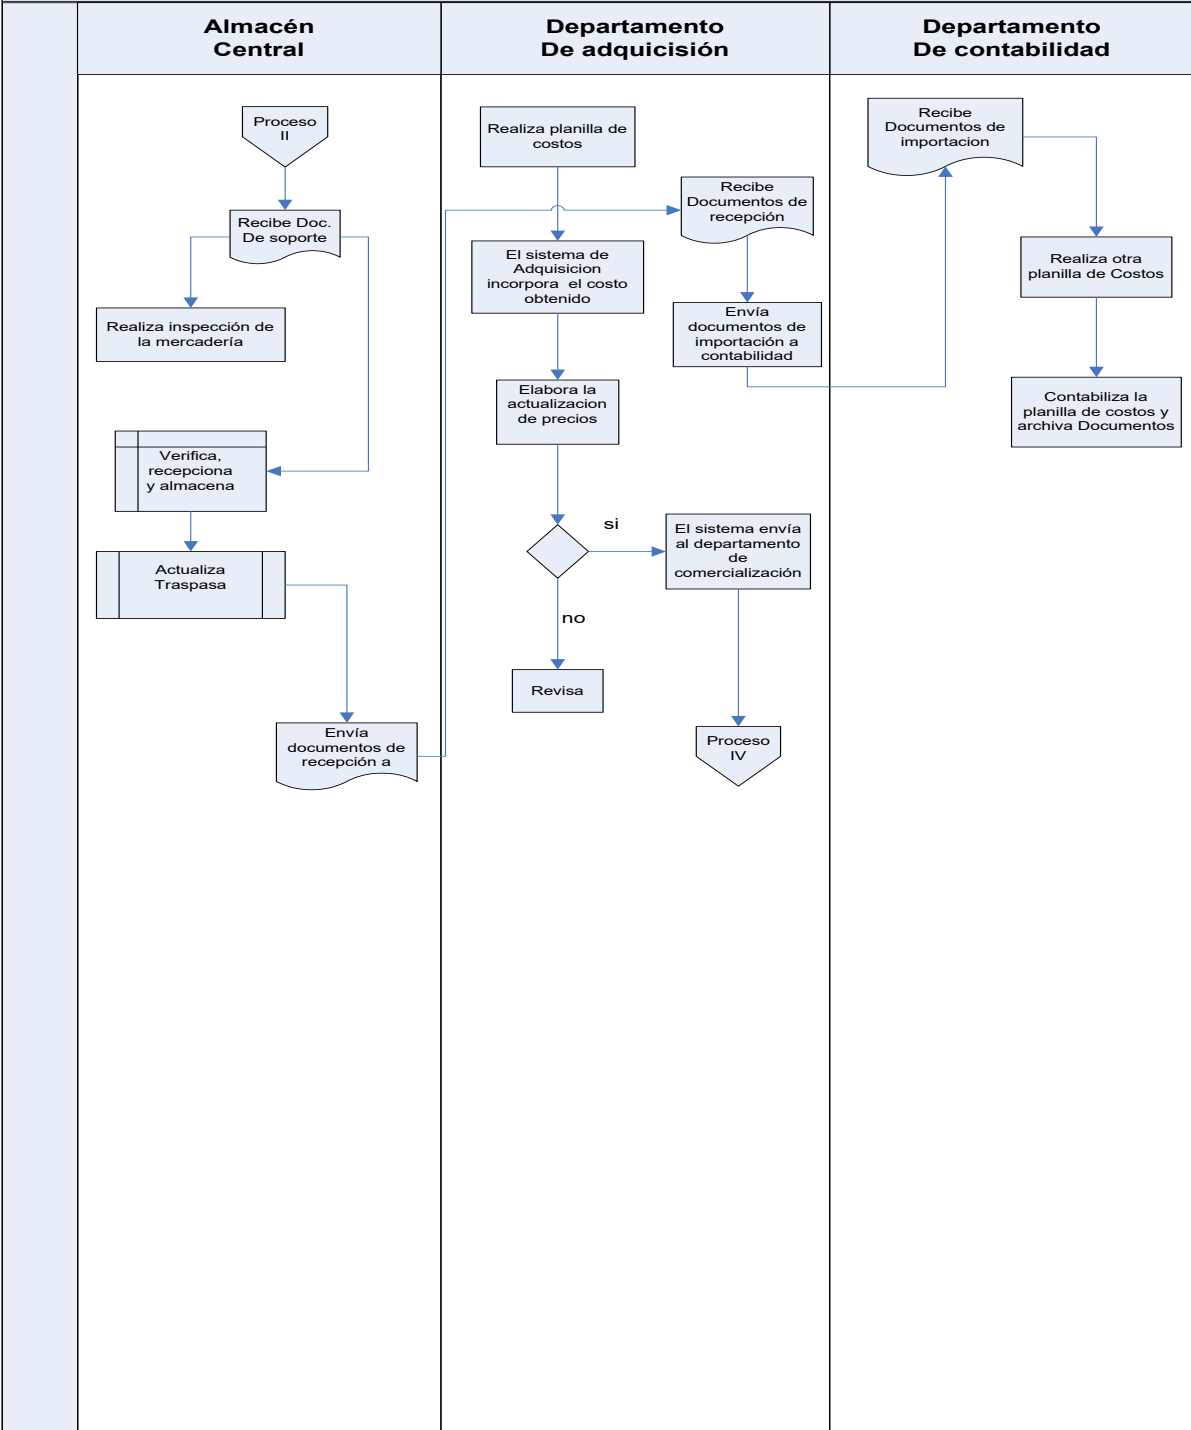 Almacén
Central
Departamento
De adquicisión
Departamento
De contabilidad
Proceso
II
Recibe Doc.
De soporte
Realiza inspección de
la mercadería
Verifica,
recepciona
y almacena
Actualiza
Traspasa
Envía
documentos de
recepción a
Realiza planilla de
costos
Recibe
Documentos de
recepción
El sistema de
Adquisicion
incorpora el costo
obtenido
Envía
documentos de
importación a
contabilidad
Elabora la
actualizacion
de precios
si
El sistema envía
al departamento
de
comercialización
no
Revisa
Proceso
IV
Recibe
Documentos de
importacion
Realiza otra
planilla de Costos
Contabiliza la
planilla de costos y
archiva Documentos